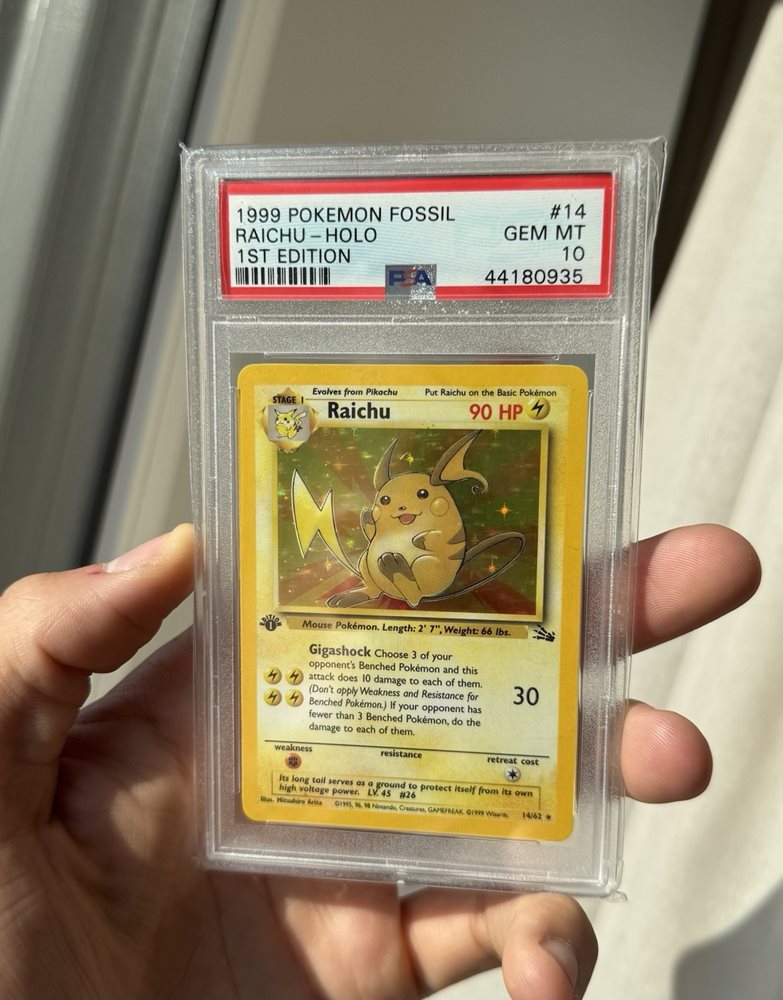 1999 POKEMON FOSSIL #14
RAICHU – HOLO GEM MT
1ST EDITION 10
PSA 44180935
STAGE 1 Evolves from Pikachu Put Raichu on the Basic Pokémon
Raichu 90 HP
EDITION 1
Mouse Pokémon. Length: 2' 7", Weight: 66 lbs.
Gigashock Choose 3 of your
opponent's Benched Pokémon and this
attack does 10 damage to each of them.
(Don't apply Weakness and Resistance for
Benched Pokémon.) If your opponent has
fewer than 3 Benched Pokémon, do the
damage to each of them.
30
weakness resistance retreat cost
Its long tail serves as a ground to protect itself from its own
high voltage power. LV. 45 #26
Illus. Mitsuhiro Arita ©1995, 96, 98 Nintendo, Creatures, GAMEFREAK. ©1999 Wizards. 14/62 ★